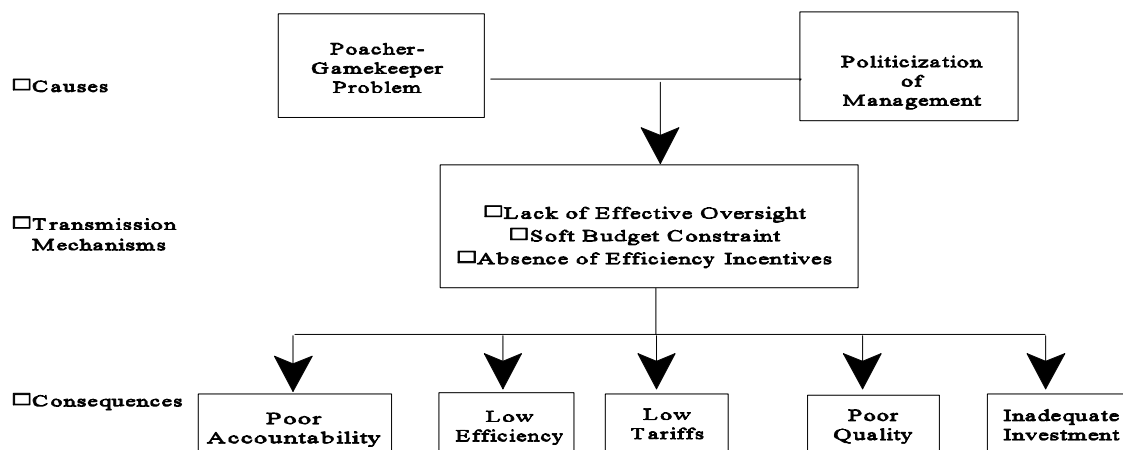 Poacher-
Gamekeeper
Problem
Politicization
of
Management
Causes
Lack of Effective Oversight
Soft Budget Constraint
Absence of Efficiency Incentives
Transmission
Mechanisms
Consequences
Poor
Accountability
Low
Efficiency
Low
Tariffs
Poor
Quality
Inadequate
Investment